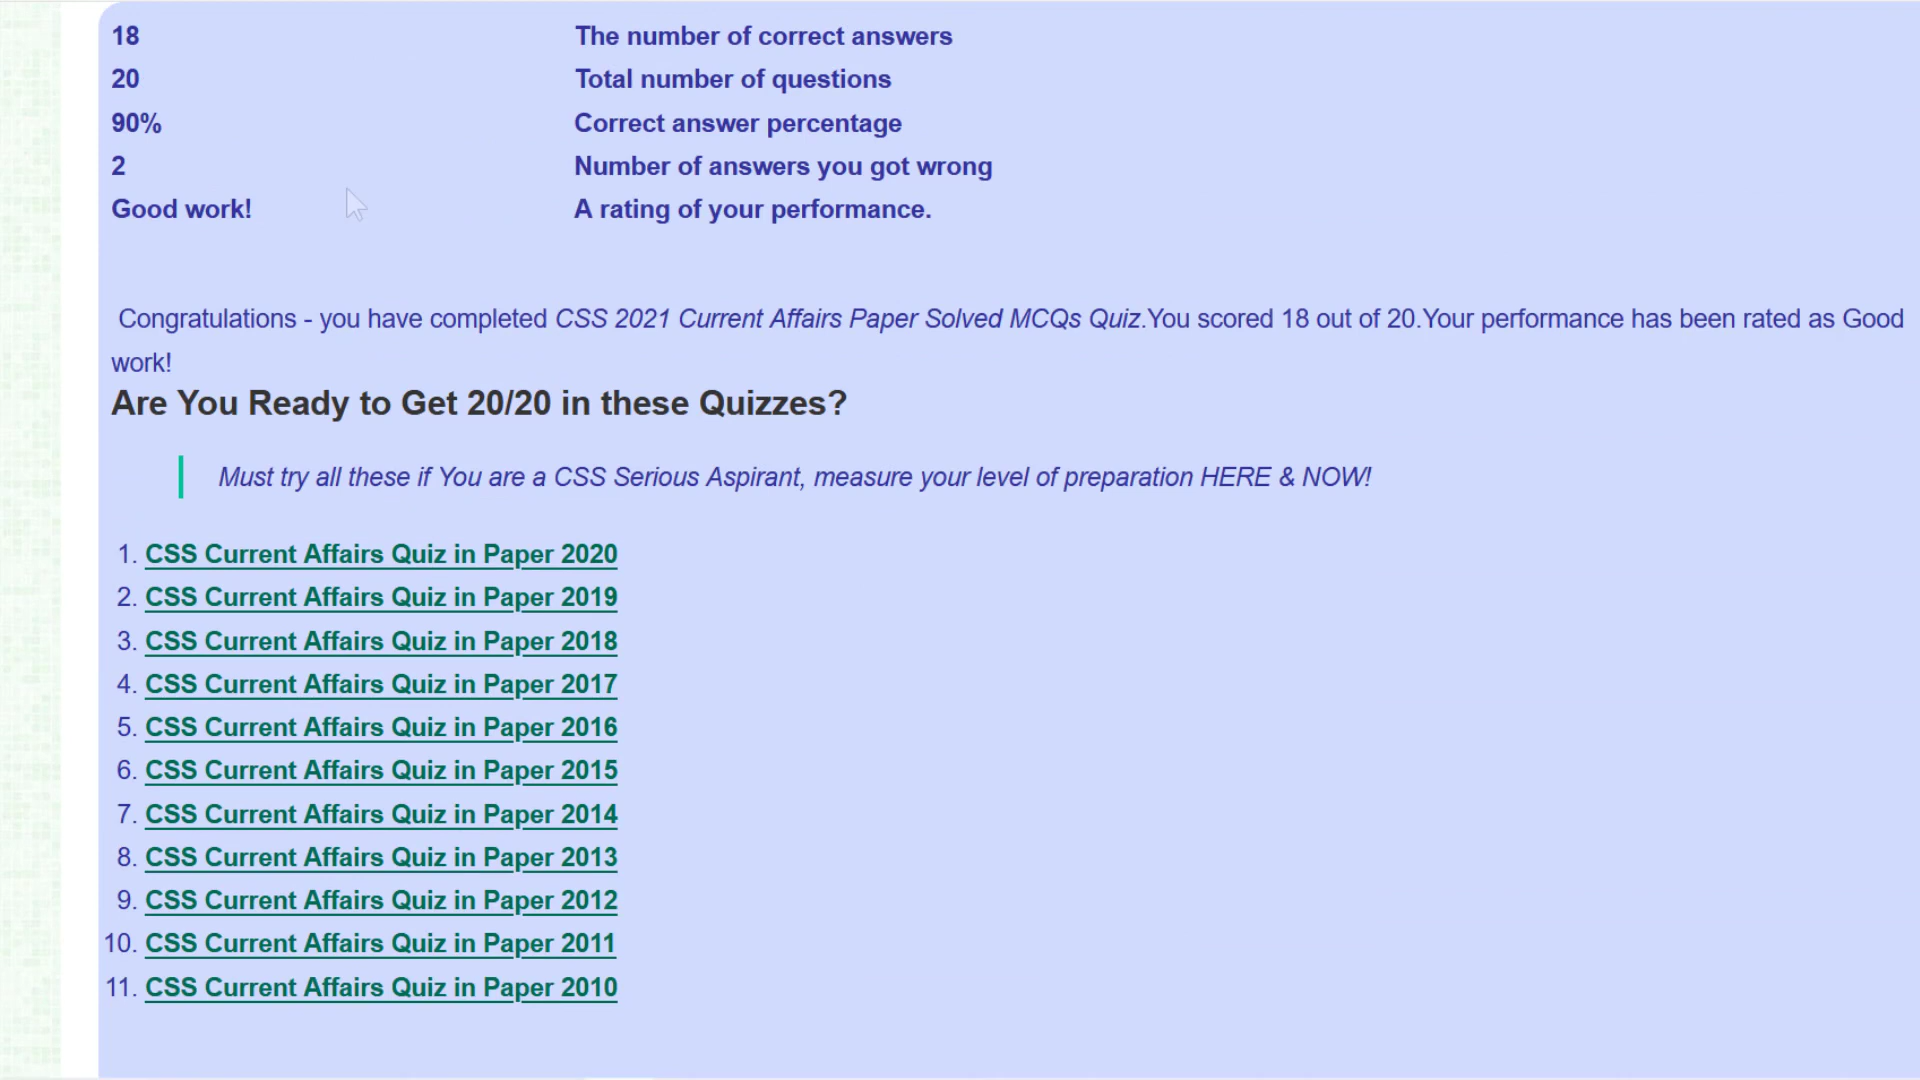 18 The number of correct answers
20 Total number of questions
90% Correct answer percentage
2 Number of answers you got wrong
Good work! A rating of your performance.
Congratulations - you have completed CSS 2021 Current Affairs Paper Solved MCQs Quiz.You scored 18 out of 20.Your performance has been rated as Good
work!
Are You Ready to Get 20/20 in these Quizzes?
Must try all these if You are a CSS Serious Aspirant, measure your level of preparation HERE & NOW!
1. CSS Current Affairs Quiz in Paper 2020
2. CSS Current Affairs Quiz in Paper 2019
3. CSS Current Affairs Quiz in Paper 2018
4. CSS Current Affairs Quiz in Paper 2017
5. CSS Current Affairs Quiz in Paper 2016
6. CSS Current Affairs Quiz in Paper 2015
7. CSS Current Affairs Quiz in Paper 2014
8. CSS Current Affairs Quiz in Paper 2013
9. CSS Current Affairs Quiz in Paper 2012
10. CSS Current Affairs Quiz in Paper 2011
11. CSS Current Affairs Quiz in Paper 2010